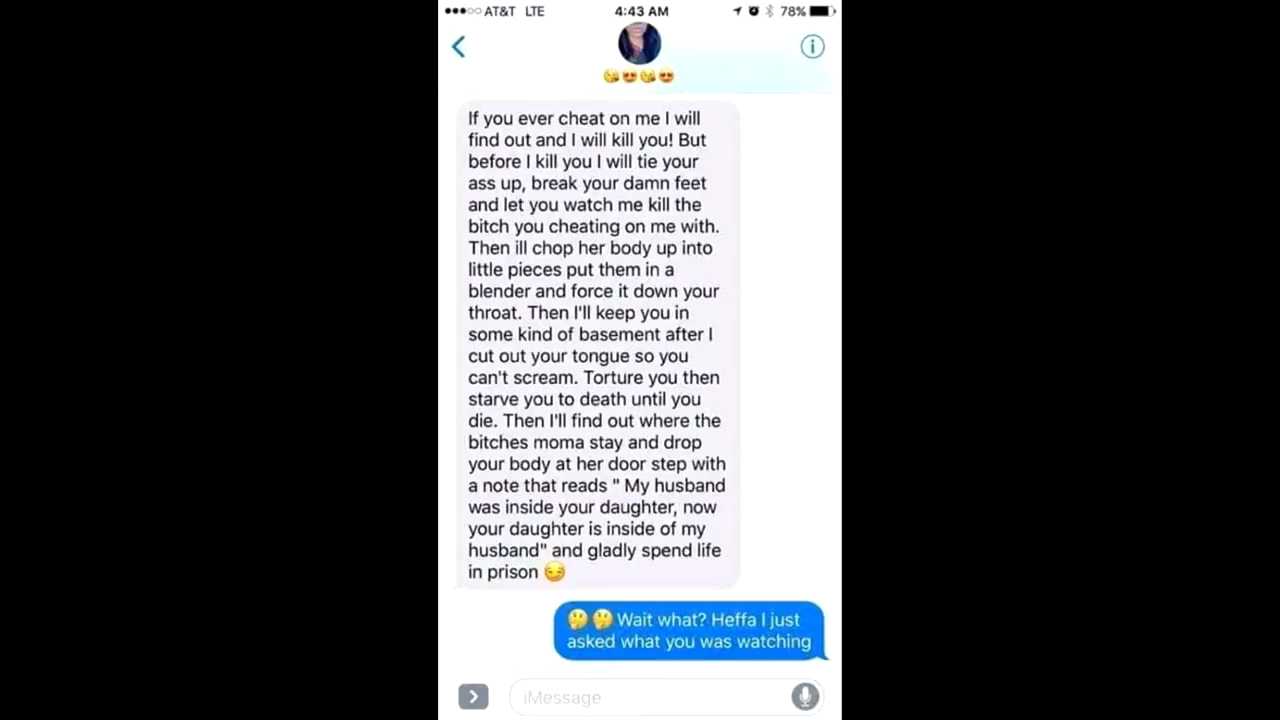 AT&T LTE 4:43 AM 78%
😘😍😘😍
If you ever cheat on me I will
find out and I will kill you! But
before I kill you I will tie your
ass up, break your damn feet
and let you watch me kill the
bitch you cheating on me with.
Then ill chop her body up into
little pieces put them in a
blender and force it down your
throat. Then I'll keep you in
some kind of basement after I
cut out your tongue so you
can't scream. Torture you then
starve you to death until you
die. Then I'll find out where the
bitches moma stay and drop
your body at her door step with
a note that reads " My husband
was inside your daughter, now
your daughter is inside of my
husband" and gladly spend life
in prison 😏
🤔🤔 Wait what? Heffa I just
asked what you was watching
iMessage